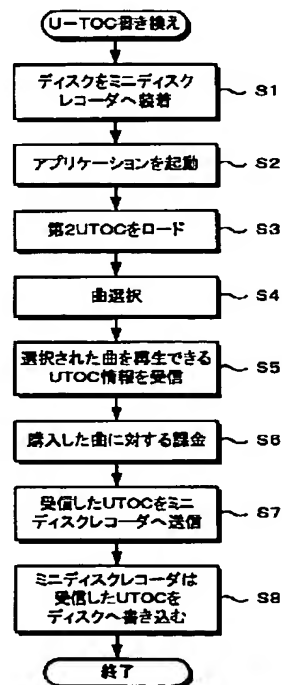 U－TOC書き換え
ディスクをミニディスク
レコーダへ装着
S1
アプリケーションを起動
S2
第2UTOCをロード
S3
曲選択
S4
選択された曲を再生できる
UTOC情報を受信
S5
購入した曲に対する課金
S6
受信したUTOCをミニ
ディスクレコーダへ送信
S7
ミニディスクレコーダは
受信したUTOCを
ディスクへ書き込む
S8
終了